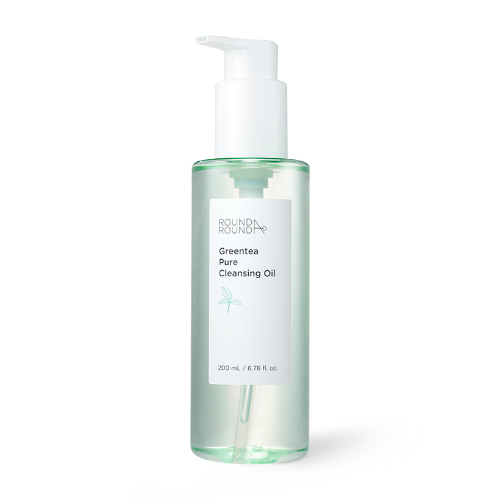 ROUND A
ROUND
Greentea
Pure
Cleansing Oil
200 mL / 6.76 fl. oz.